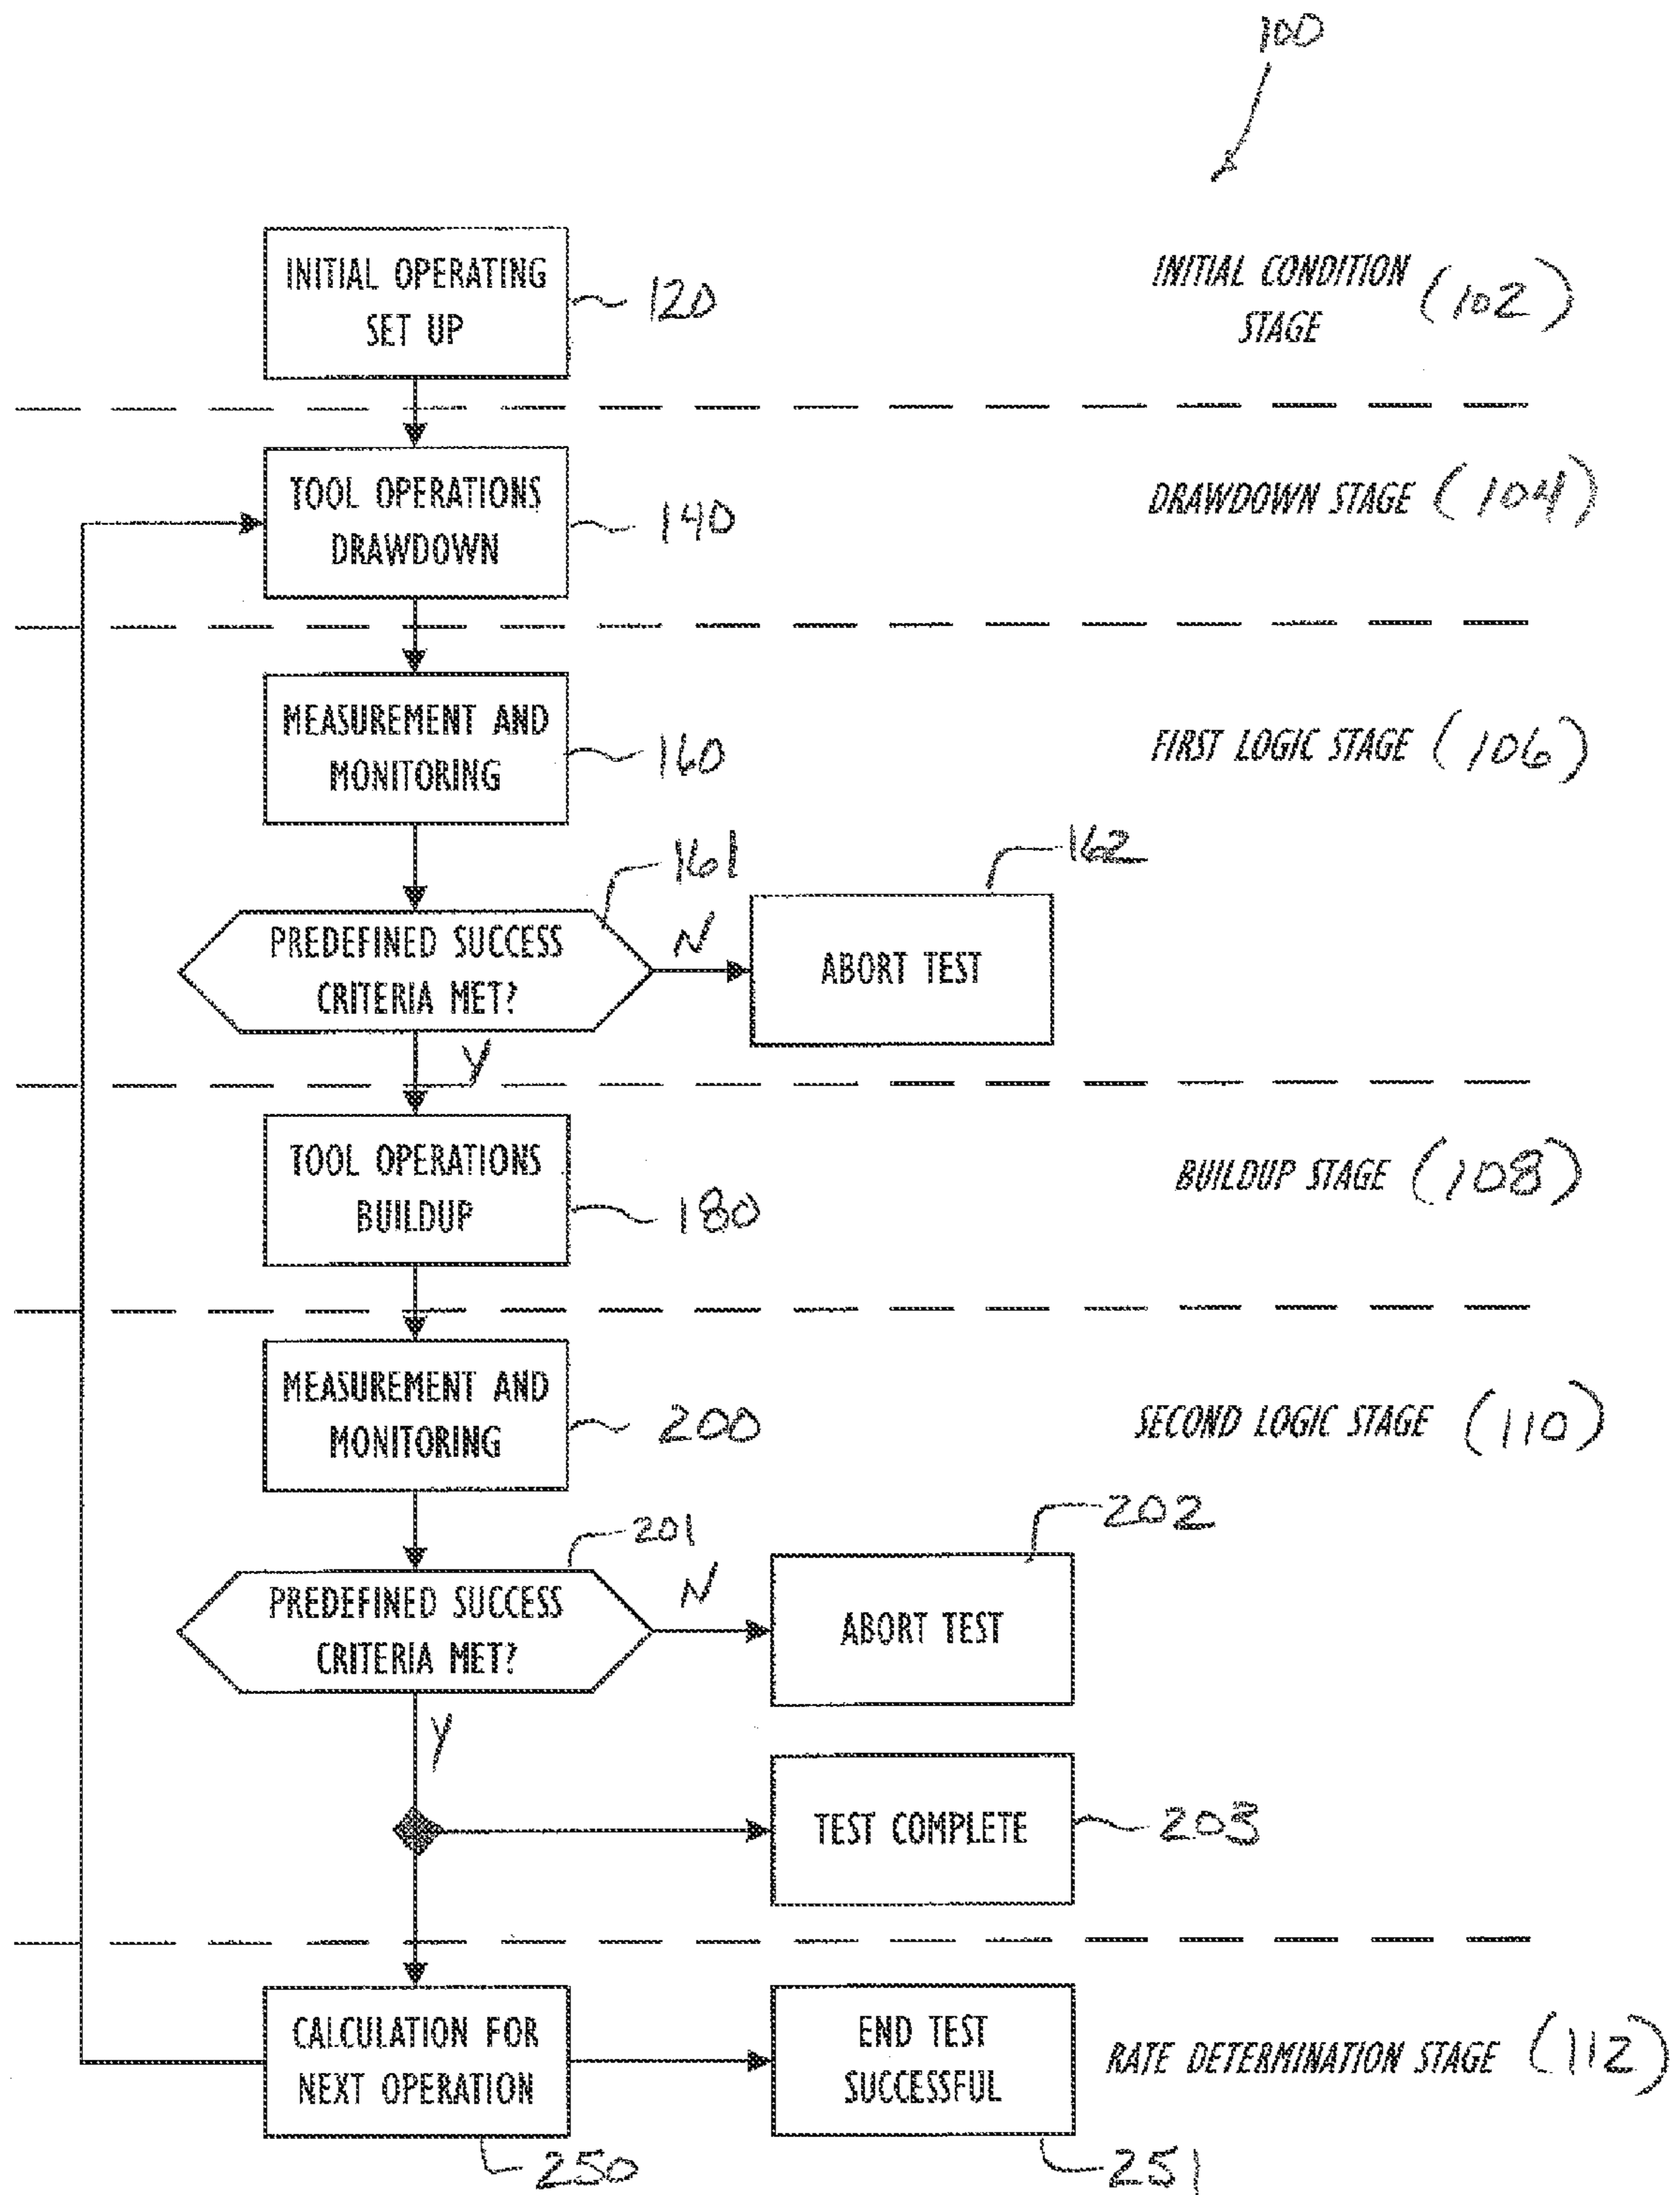 100
INITIAL OPERATING
SET UP
120
INITIAL CONDITION
STAGE
(102)
TOOL OPERATIONS
DRAWDOWN
140
DRAWDOWN STAGE (104)
MEASUREMENT AND
MONITORING
160
FIRST LOGIC STAGE (106)
161
162
PREDEFINED SUCCESS
CRITERIA MET?
N
ABORT TEST
Y
TOOL OPERATIONS
BUILDUP
180
BUILDUP STAGE (108)
MEASUREMENT AND
MONITORING
200
SECOND LOGIC STAGE (110)
201
202
PREDEFINED SUCCESS
CRITERIA MET?
N
ABORT TEST
Y
TEST COMPLETE
203
CALCULATION FOR
NEXT OPERATION
250
END TEST
SUCCESSFUL
251
RATE DETERMINATION STAGE (112)